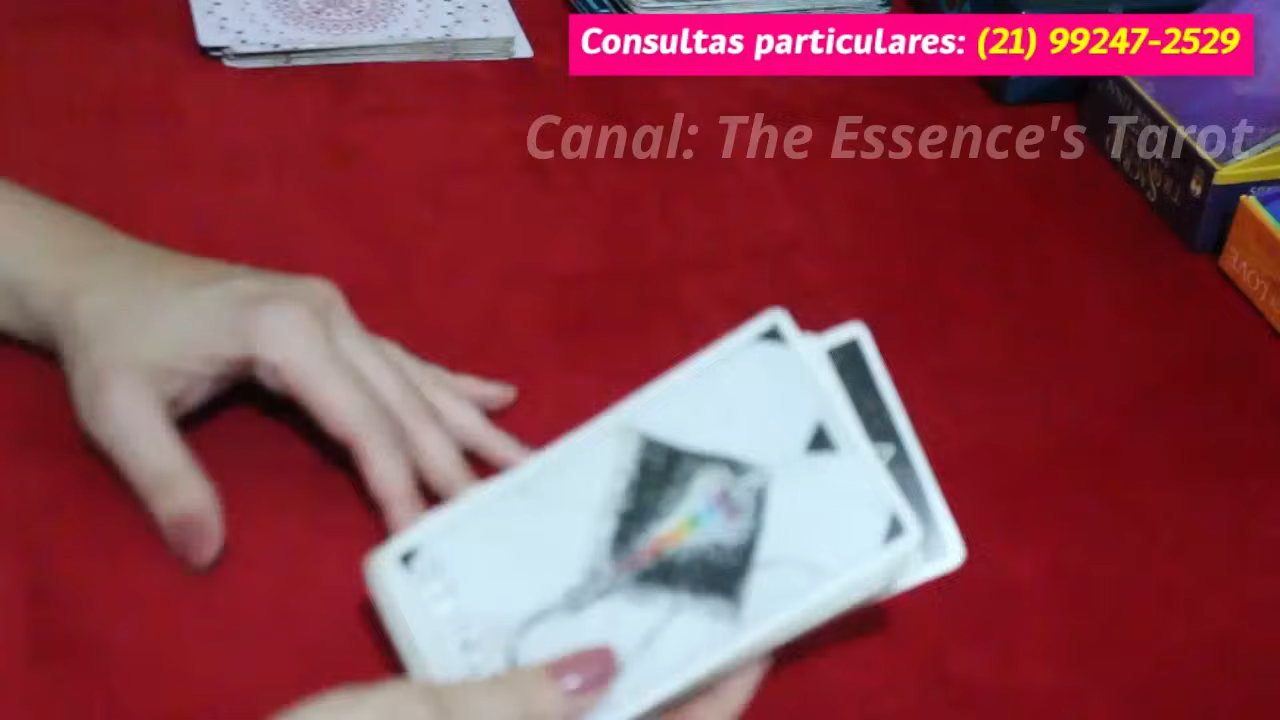 Consultas particulares: (21) 99247-2529
Canal: The Essence's Tarot